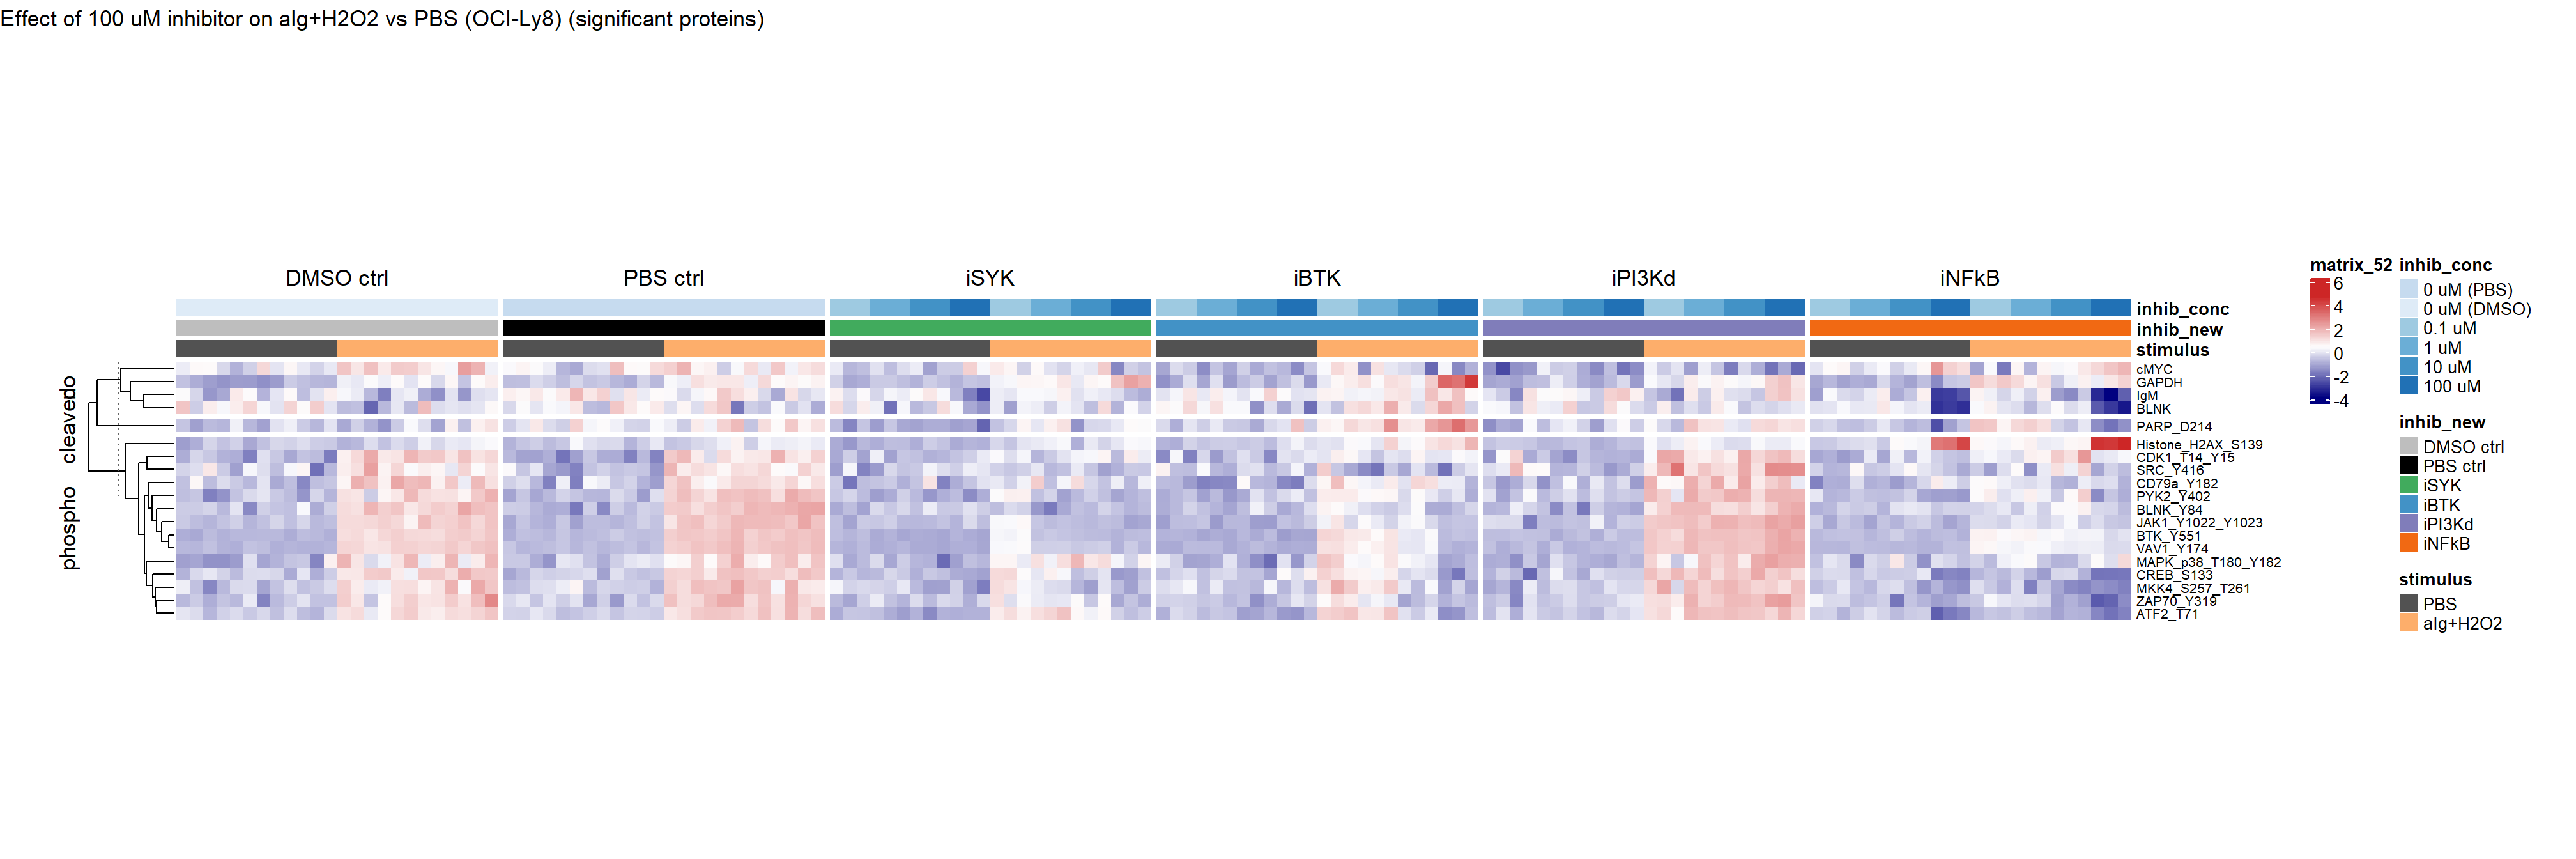 Effect of 100 uM inhibitor on aIg+H2O2 vs PBS (OCI-Ly8) (significant proteins)
DMSO ctrl
PBS ctrl
iSYK
iBTK
iPI3Kd
iNFkB
inhib_conc
inhib_new
stimulus
cleavedo
phospho
cMYC
GAPDH
IgM
BLNK
PARP_D214
Histone_H2AX_S139
CDK1_T14_Y15
SRC_Y416
CD79a_Y182
PYK2_Y402
BLNK_Y84
JAK1_Y1022_Y1023
BTK_Y551
VAV1_Y174
MAPK_p38_T180_Y182
CREB_S133
MKK4_S257_T261
ZAP70_Y319
ATF2_T71
matrix_52
6
4
2
0
-2
-4
inhib_conc
0 uM (PBS)
0 uM (DMSO)
0.1 uM
1 uM
10 uM
100 uM
inhib_new
DMSO ctrl
PBS ctrl
iSYK
iBTK
iPI3Kd
iNFkB
stimulus
PBS
aIg+H2O2